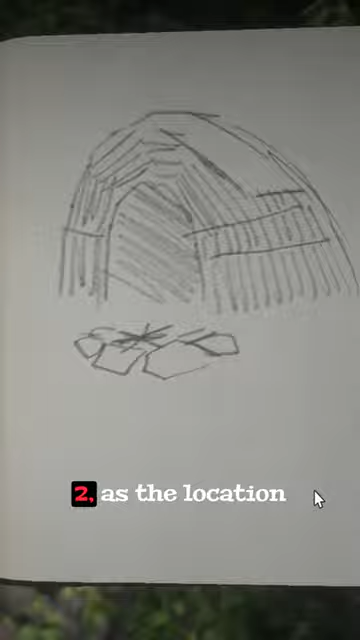 2, as the location